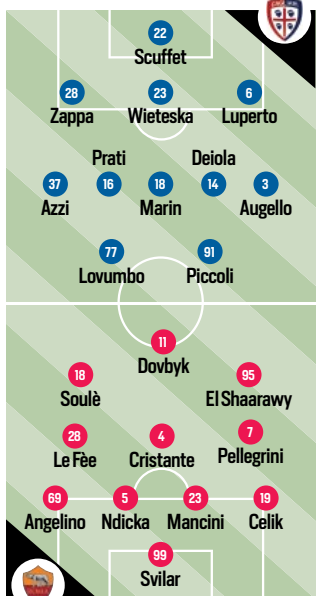 22
Scuffet
28 23 6
Zappa Wieteska Luperto
Prati Deiola
37 16 18 14 3
Azzi Marin Augello
77 91
Lovumbo Piccoli
11
Dovbyk
18 95
Soulè El Shaarawy
28 4 7
Le Fèe Cristante Pellegrini
69 5 23 19
Angelino Ndicka Mancini Celik
99
Svilar